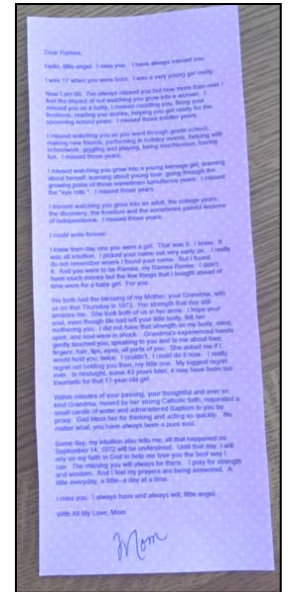 Dear Ramee,
Hello, little angel. I miss you. I have always missed you.
I was 17 when you were born. I was a very young girl really.
Now I am 60. I've always missed you but now more than ever. I
feel the impact of not watching you grow into a woman. I
missed you as a baby. I missed reading you, fixing your
reading you stories, helping you get ready for the
upcoming school years. I missed those toddler years.
I missed watching you as you went through grade school,
making new friends, performing in holiday events, helping with
schoolwork, giggling and playing, being mischievous, having
fun. I missed those years.
I missed watching you grow into a young teenage girl, learning
about herself, learning about young love, going through the
growing pains of those sometimes tumultuous years. I missed
the "eye rolls". I missed those years.
I missed watching you grow into an adult, the college years,
the discovery, the freedom and the sometimes painful lessons
of independence. I missed those years.
I could write forever.
I knew from day one you were a girl. That was it. I knew. It
was all intuition. I picked your name out very early on. I really
do not remember where I found your name. But I found
it. And you were to be Ramee, my Ramee Renee. I didn't
have much money but the few things that I bought ahead of
time were for a baby girl. For you.
We both had the blessing of my Mother, your Grandma, with
us on that Thursday in 1972. Her strength that day still
amazes me. She took both of us in her arms. I hope your
soul, even though life had left your little body, felt her
mothering you. I did not have that strength as my body, mind,
spirit, and soul were in shock. Grandma's experienced hands
gently touched you, speaking to you and to me about toes
fingers, hair, lips, eyes, all parts of you. She asked me if I
would hold you, twice. I couldn't. I could do it now. I really
regret not holding you then, my little one. My biggest regret
ever. In hindsight, some 43 years later, it may have been too
traumatic for that 17-year-old girl.
Within minutes of your passing, your thoughtful and ever so
kind Grandma, moved by her strong Catholic faith, requested a
small carafe of water and administered Baptism to you by
proxy. God bless her for thinking and acting so quickly. No
matter what, you have always been a pure soul.
Some day, my intuition also tells me, all that happened on
September 14, 1972 will be understood. Until that day, I will
rely on my faith in God to help me love you the best way I
can. The missing you will always be there. I pray for strength
and wisdom. And I feel my prayers are being answered. A
little everyday, a little--a day at a time.
I miss you. I always have and always will, little angel.
With All My Love, Mom
Mom